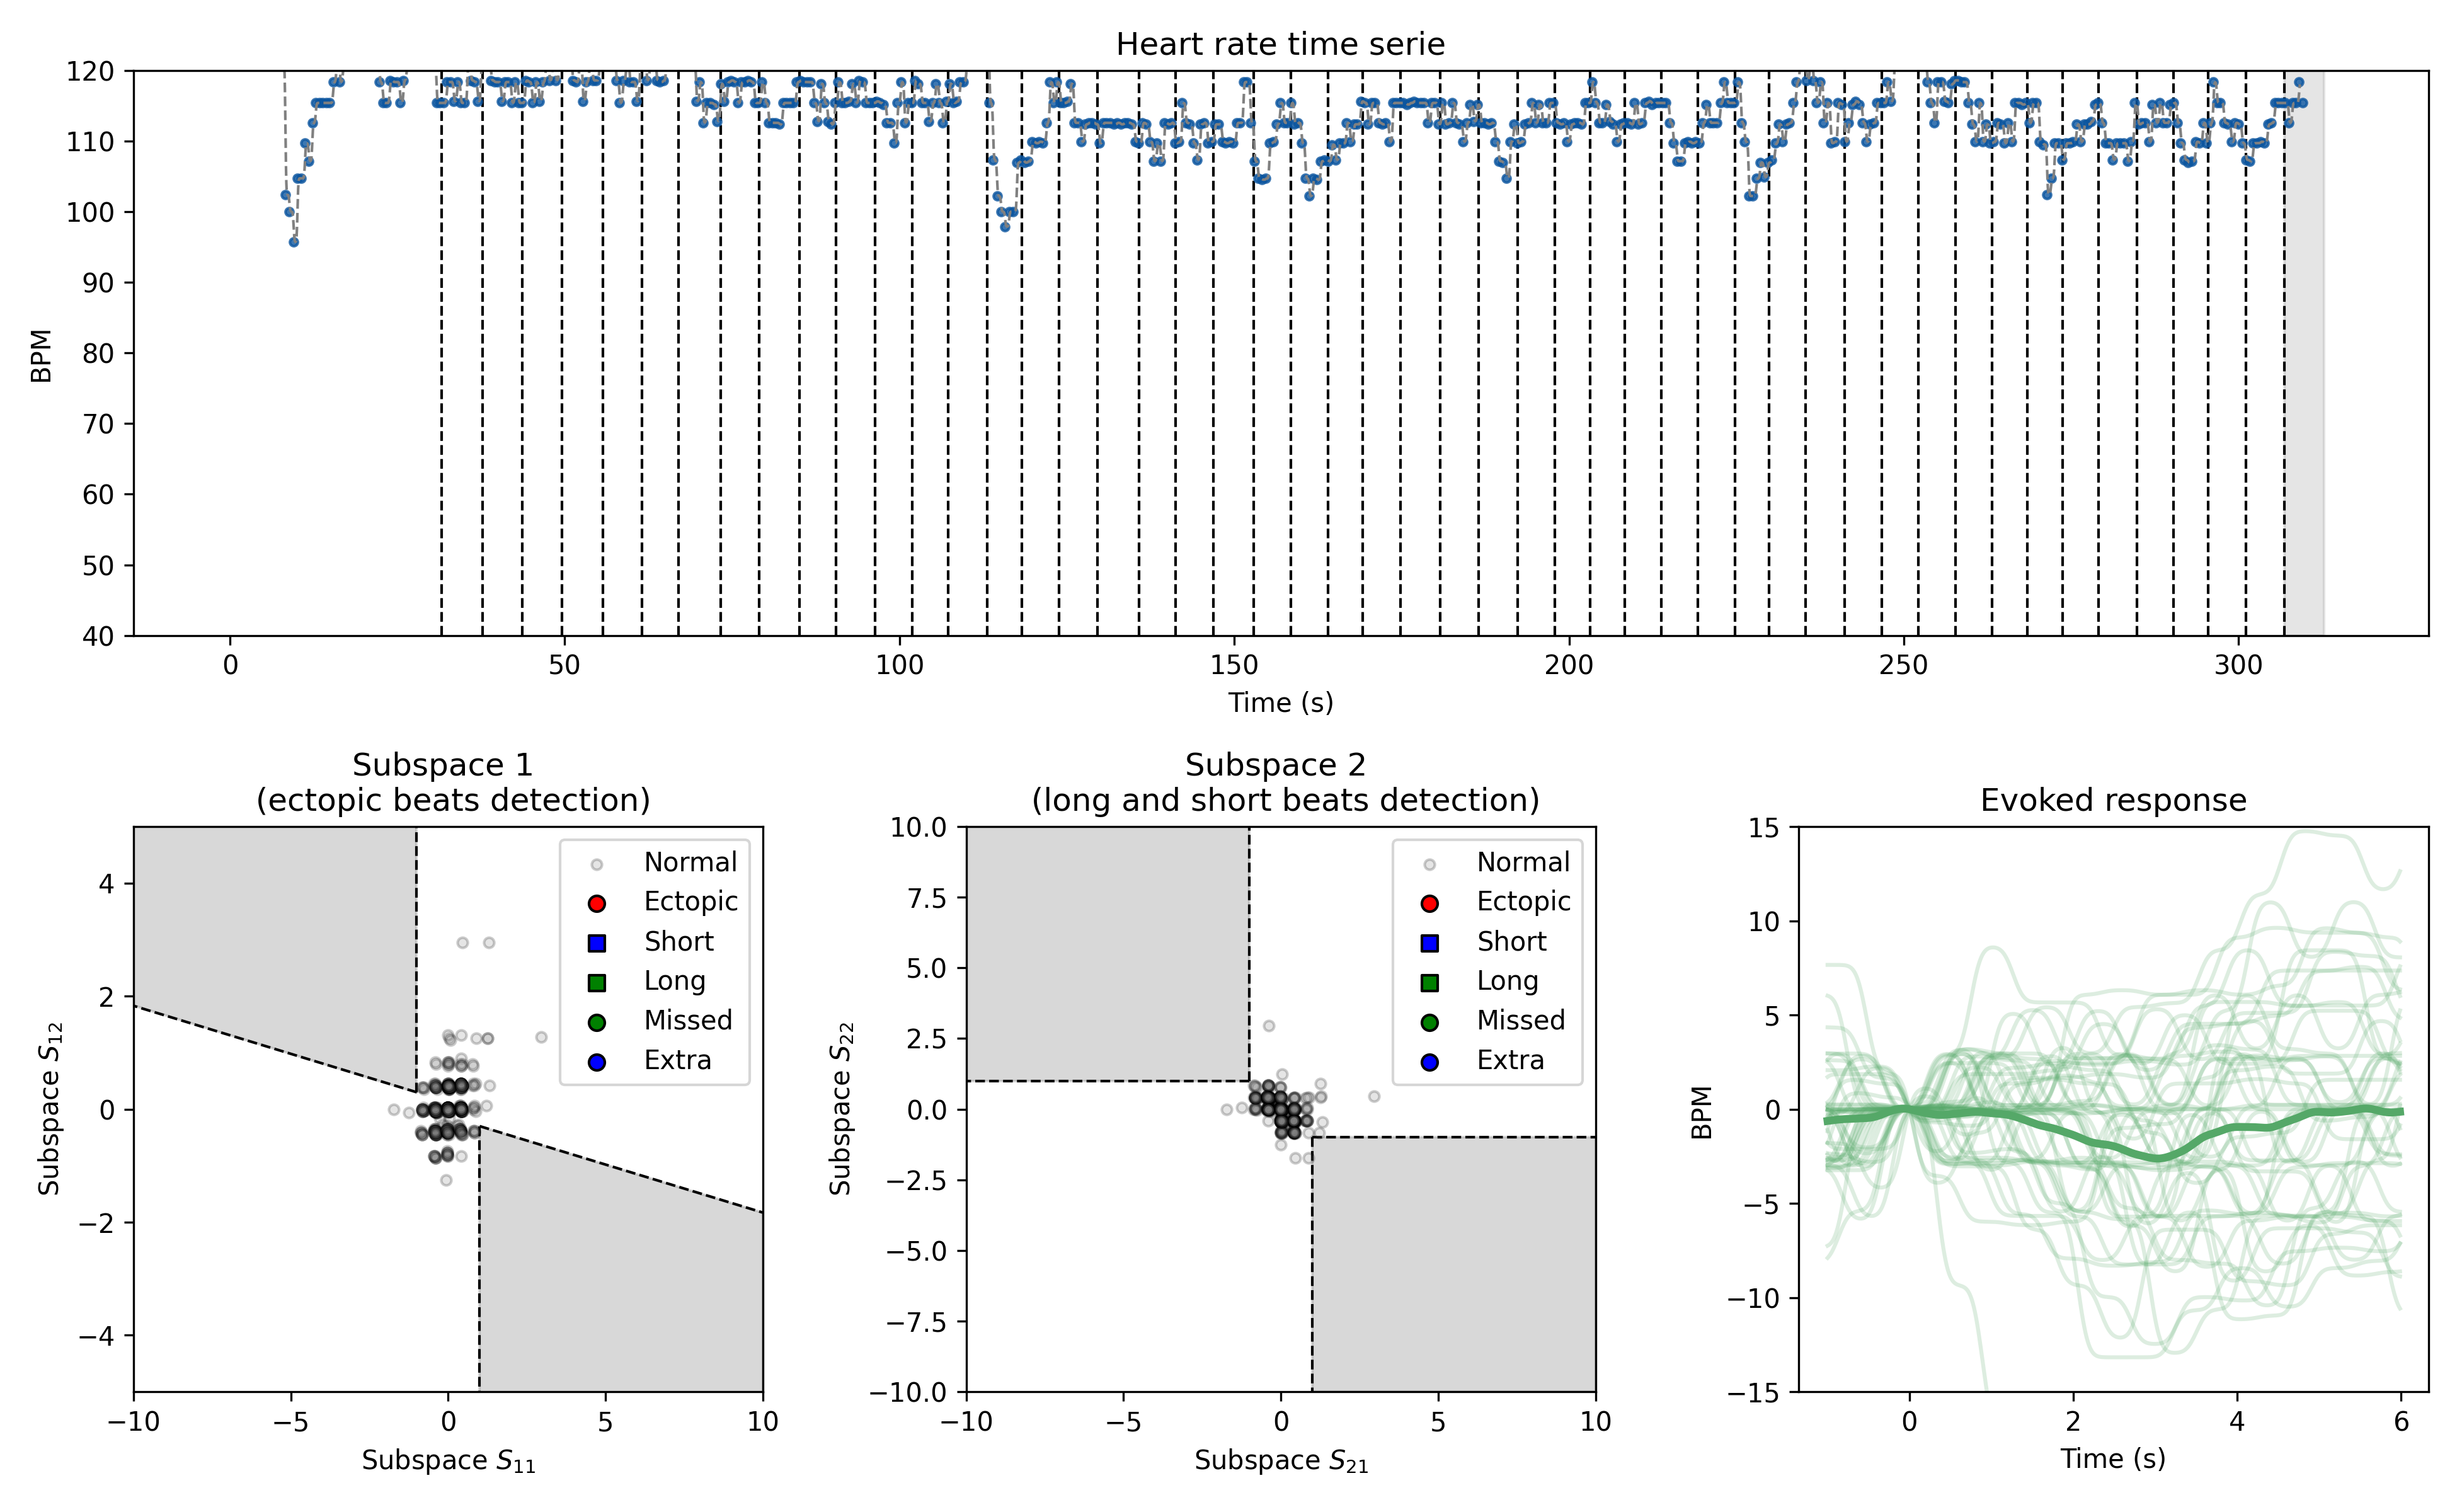 Heart rate time serie
120
110
100
90
80
70
60
50
40
BPM
0 50 100 150 200 250 300
Time (s)
Subspace 1
(ectopic beats detection)
4
2
0
−2
−4
Subspace S12
−10 −5 0 5 10
Subspace S11
Normal
Ectopic
Short
Long
Missed
Extra
Subspace 2
(long and short beats detection)
10.0
7.5
5.0
2.5
0.0
−2.5
−5.0
−7.5
−10.0
Subspace S22
−10 −5 0 5 10
Subspace S21
Normal
Ectopic
Short
Long
Missed
Extra
Evoked response
15
10
5
0
−5
−10
−15
BPM
0 2 4 6
Time (s)